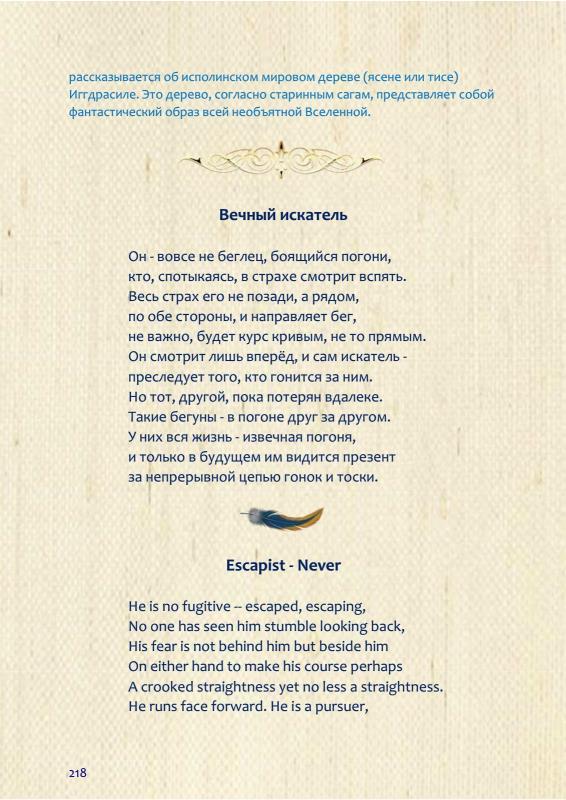 рассказывается об исполинском мировом дереве (ясене или тисе)
Иггдрасиле. Это дерево, согласно старинным сагам, представляет собой
фантастический образ всей необъятной Вселенной.
Вечный искатель
Он - вовсе не беглец, боящийся погони,
кто, спотыкаясь, в страхе смотрит вспять.
Весь страх его не позади, а рядом,
по обе стороны, и направляет бег,
не важно, будет курс кривым, не то прямым.
Он смотрит лишь вперёд, и сам искатель -
преследует того, кто гонится за ним.
Но тот, другой, пока потерян вдалеке.
Такие бегуны - в погоне друг за другом.
У них вся жизнь - извечная погоня,
и только в будущем им видится презент
за непрерывной цепью гонок и тоски.
Escapist - Never
He is no fugitive -- escaped, escaping,
No one has seen him stumble looking back,
His fear is not behind him but beside him
On either hand to make his course perhaps
A crooked straightness yet no less a straightness.
He runs face forward. He is a pursuer,
218